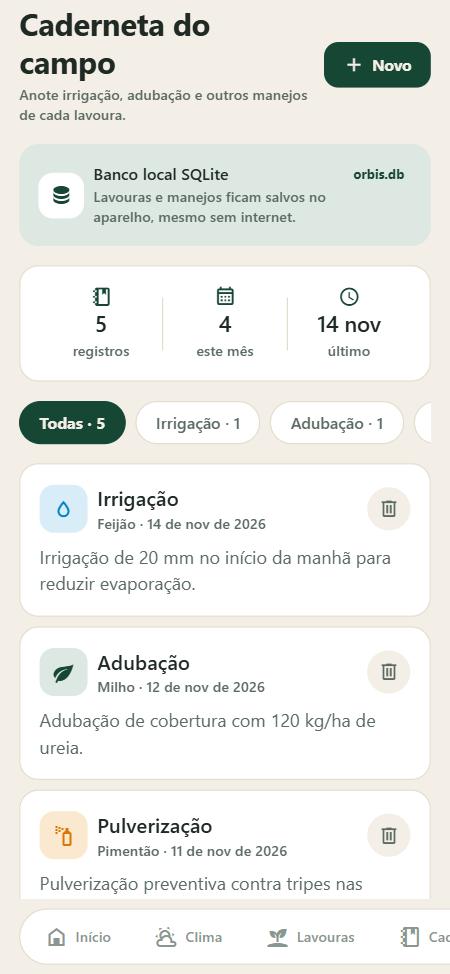 Caderneta do
campo
Novo
Anote irrigação, adubação e outros manejos
de cada lavoura.
Banco local SQLite
orbis.db
Lavouras e manejos ficam salvos no
aparelho, mesmo sem internet.
5
registros
4
este mês
14 nov
último
Todas · 5
Irrigação · 1
Adubação · 1
Irrigação
Feijão · 14 de nov de 2026
Irrigação de 20 mm no início da manhã para
reduzir evaporação.
Adubação
Milho · 12 de nov de 2026
Adubação de cobertura com 120 kg/ha de
ureia.
Pulverização
Pimentão · 11 de nov de 2026
Pulverização preventiva contra tripes nas
Início
Clima
Lavouras